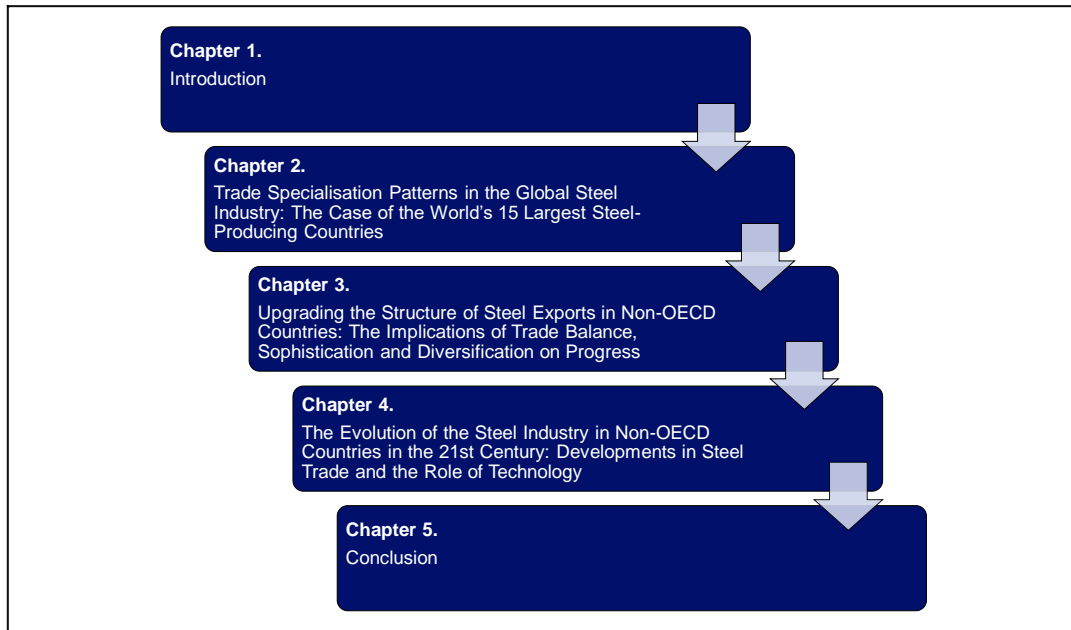 Chapter 1.
Introduction
Chapter 2.
Trade Specialisation Patterns in the Global Steel
Industry: The Case of the World's 15 Largest Steel-
Producing Countries
Chapter 3.
Upgrading the Structure of Steel Exports in Non-OECD
Countries: The Implications of Trade Balance,
Sophistication and Diversification on Progress
Chapter 4.
The Evolution of the Steel Industry in Non-OECD
Countries in the 21st Century: Developments in Steel
Trade and the Role of Technology
Chapter 5.
Conclusion